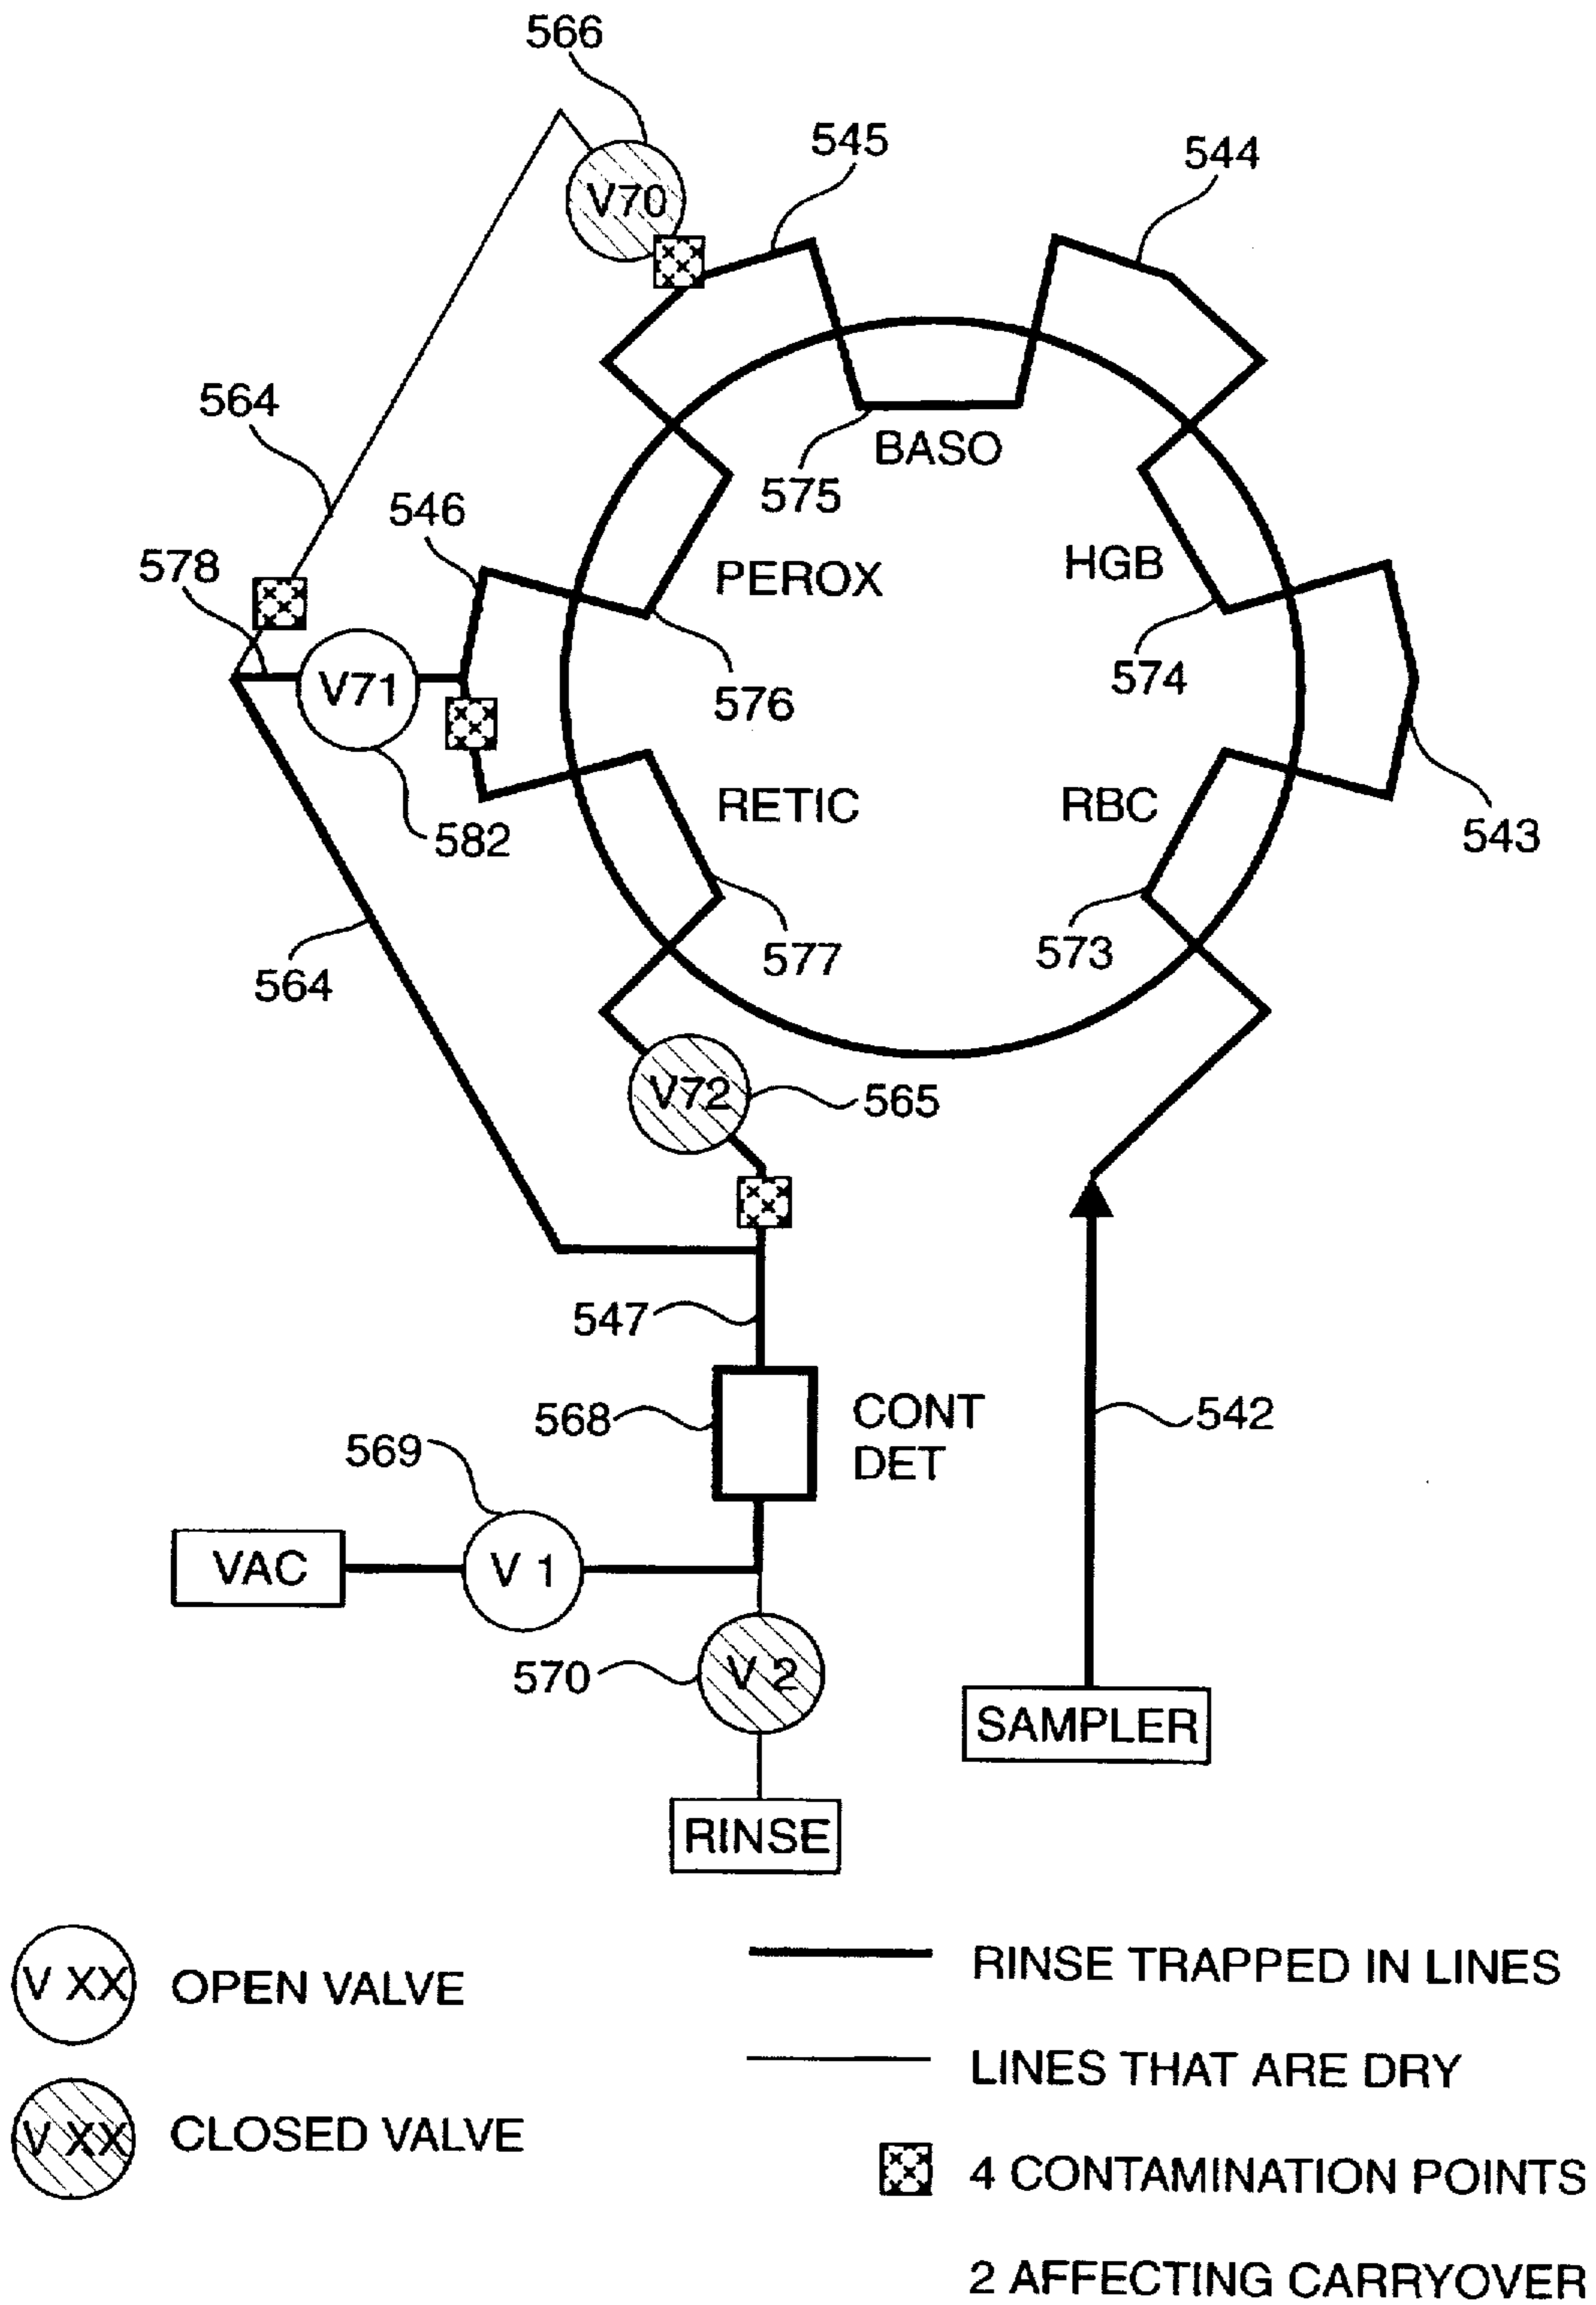 566
545
544
V70
564
546
BASO
575
578
PEROX
HGB
V71
576
574
RETIC
RBC
582
543
577
573
564
V72
565
547
568
CONT
DET
542
569
VAC
V 1
570
V 2
SAMPLER
RINSE
V XX
OPEN VALVE
RINSE TRAPPED IN LINES
LINES THAT ARE DRY
V XX
CLOSED VALVE
4 CONTAMINATION POINTS
2 AFFECTING CARRYOVER